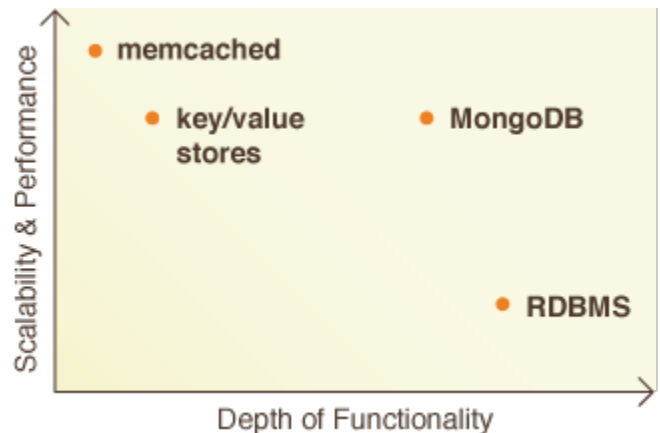 Scalability & Performance
memcached
key/value
stores
MongoDB
RDBMS
Depth of Functionality